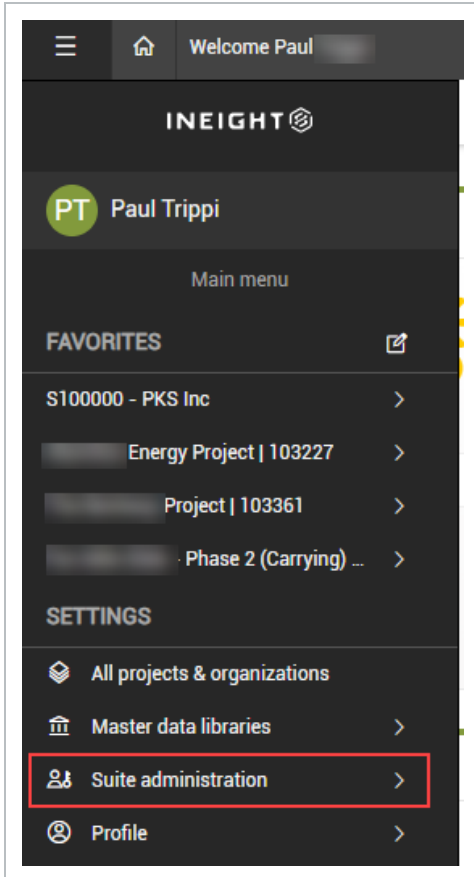 Welcome Paul
INEIGHT
PT Paul Trippi
Main menu
FAVORITES
S100000 - PKS Inc
Energy Project | 103227
Project | 103361
- Phase 2 (Carrying) ...
SETTINGS
All projects & organizations
Master data libraries
Suite administration
Profile